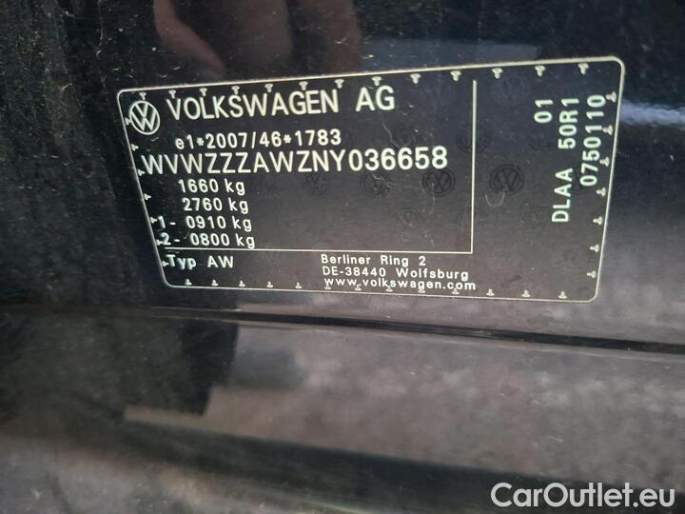 VOLKSWAGEN AG
e1*2007/46*1783
WVWZZZAWZNY036658
1660 kg
2760 kg
1- 0910 kg
2- 0800 kg
Typ AW
Berliner Ring 2
DE-38440 Wolfsburg
www.volkswagen.com
01
DLAA 50R1
0750110
CarOutlet.eu